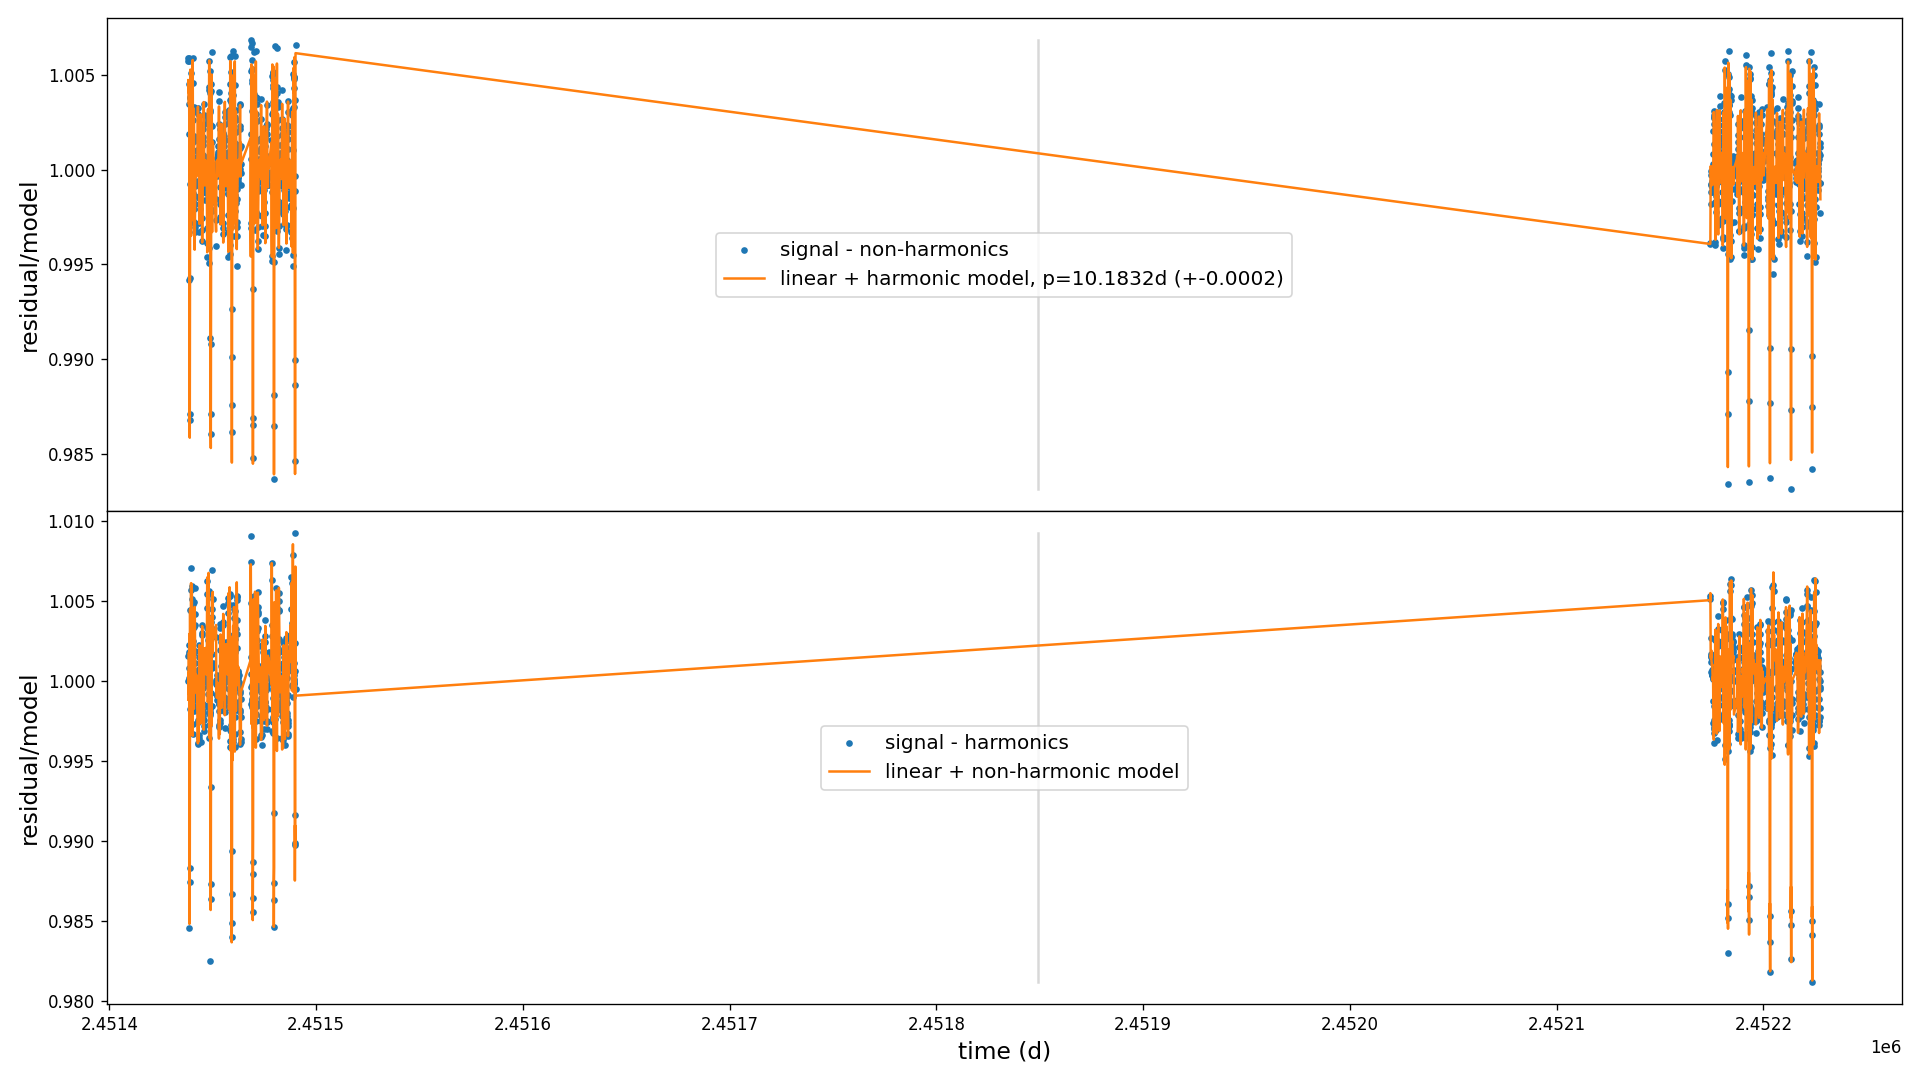 1.005
1.000
0.995
0.990
0.985
residual/model
signal - non-harmonics
linear + harmonic model, p=10.1832d (+-0.0002)
1.010
1.005
1.000
0.995
0.990
0.985
0.980
residual/model
signal - harmonics
linear + non-harmonic model
2.4514 2.4515 2.4516 2.4517 2.4518 2.4519 2.4520 2.4521 2.4522
1e6
time (d)